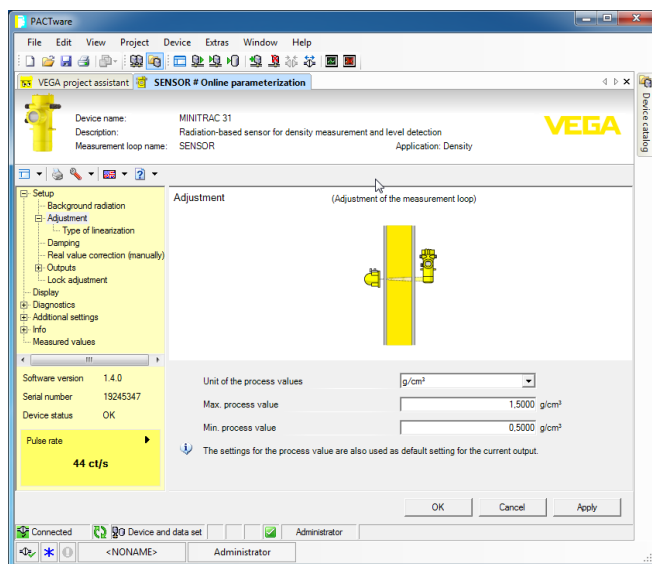 PACTware
File Edit View Project Device Extras Window Help
VEGA project assistant SENSOR # Online parameterization
Device catalog
Device name: MINITRAC 31
Description: Radiation-based sensor for density measurement and level detection
Measurement loop name: SENSOR Application: Density
VEGA
Setup
Background radiation
Adjustment
Type of linearization
Damping
Real value correction (manually)
Outputs
Lock adjustment
Display
Diagnostics
Additional settings
Info
Measured values
Software version 1.4.0
Serial number 19245347
Device status OK
Pulse rate
44 ct/s
Adjustment (Adjustment of the measurement loop)
Unit of the process values g/cm³
Max. process value 1,5000 g/cm³
Min. process value 0,5000 g/cm³
The settings for the process value are also used as default setting for the current output.
OK Cancel Apply
Connected Device and data set Administrator
<NONAME> Administrator